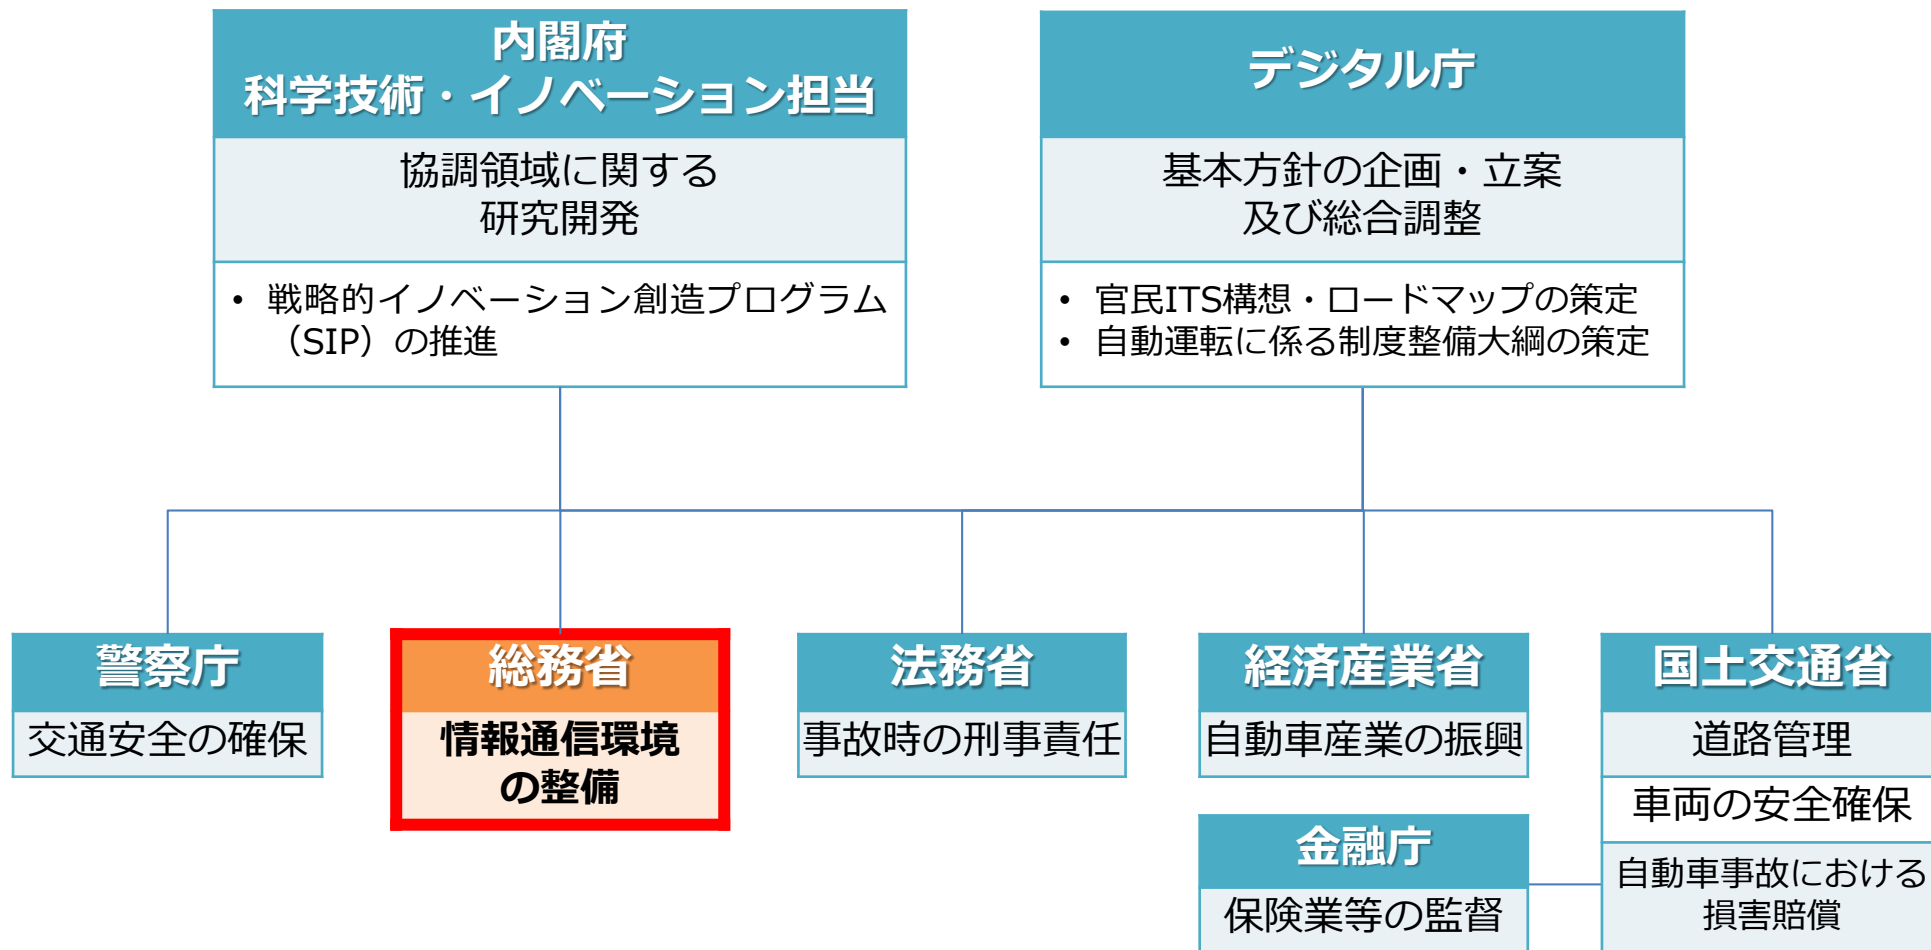 内閣府
科学技術・イノベーション担当
協調領域に関する
研究開発
• 戦略的イノベーション創造プログラム
（SIP）の推進
デジタル庁
基本方針の企画・立案
及び総合調整
• 官民ITS構想・ロードマップの策定
• 自動運転に係る制度整備大綱の策定
警察庁
交通安全の確保
総務省
情報通信環境
の整備
法務省
事故時の刑事責任
経済産業省
自動車産業の振興
国土交通省
道路管理
車両の安全確保
自動車事故における
損害賠償
金融庁
保険業等の監督